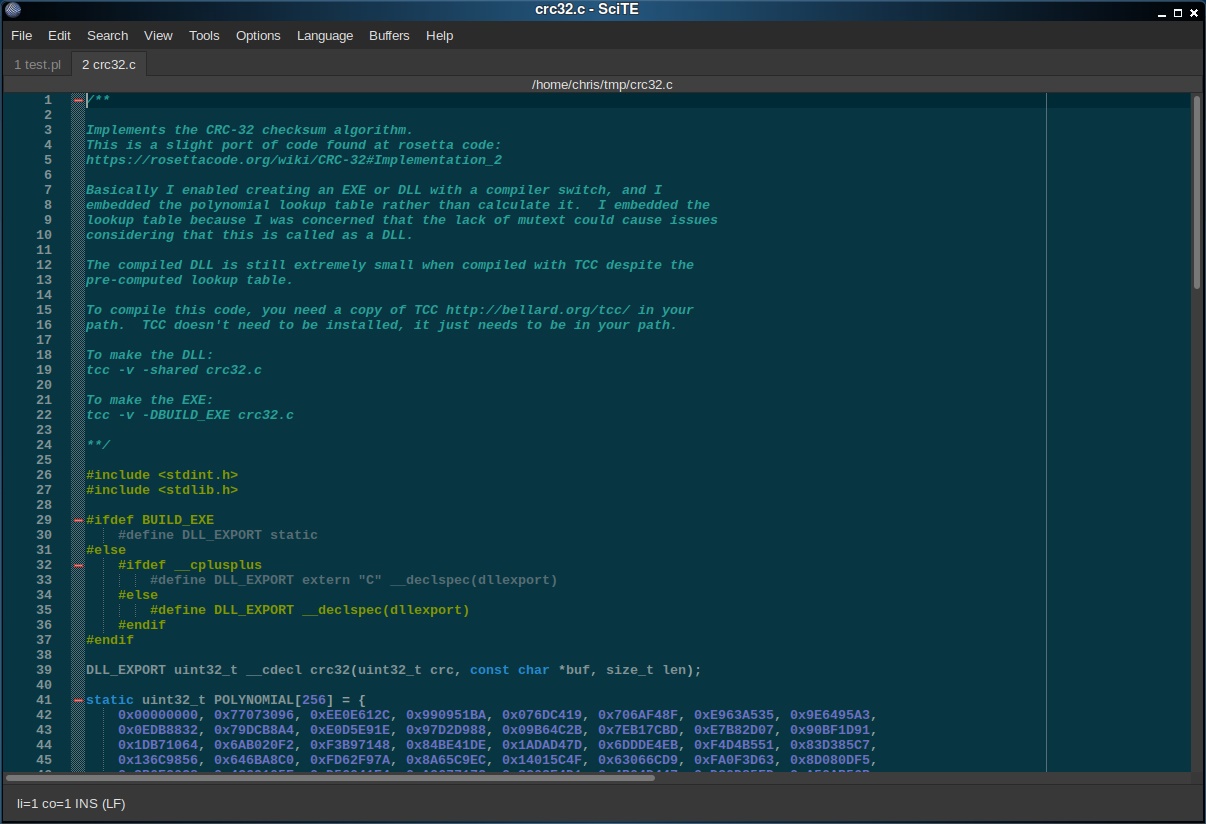 crc32.c - SciTE
File Edit Search View Tools Options Language Buffers Help
1 test.pl 2 crc32.c
/home/chris/tmp/crc32.c
1 /**
2
3 Implements the CRC-32 checksum algorithm.
4 This is a slight port of code found at rosetta code:
5 https://rosettacode.org/wiki/CRC-32#Implementation_2
6
7 Basically I enabled creating an EXE or DLL with a compiler switch, and I
8 embedded the polynomial lookup table rather than calculate it.  I embedded the
9 lookup table because I was concerned that the lack of mutext could cause issues
10 considering that this is called as a DLL.
11
12 The compiled DLL is still extremely small when compiled with TCC despite the
13 pre-computed lookup table.
14
15 To compile this code, you need a copy of TCC http://bellard.org/tcc/ in your
16 path.  TCC doesn't need to be installed, it just needs to be in your path.
17
18 To make the DLL:
19 tcc -v -shared crc32.c
20
21 To make the EXE:
22 tcc -v -DBUILD_EXE crc32.c
23
24 **/
25
26 #include <stdint.h>
27 #include <stdlib.h>
28
29 #ifdef BUILD_EXE
30     #define DLL_EXPORT static
31 #else
32     #ifdef __cplusplus
33         #define DLL_EXPORT extern "C" __declspec(dllexport)
34     #else
35         #define DLL_EXPORT __declspec(dllexport)
36     #endif
37 #endif
38
39 DLL_EXPORT uint32_t __cdecl crc32(uint32_t crc, const char *buf, size_t len);
40
41 static uint32_t POLYNOMIAL[256] = {
42     0x00000000, 0x77073096, 0xEE0E612C, 0x990951BA, 0x076DC419, 0x706AF48F, 0xE963A535, 0x9E6495A3,
43     0x0EDB8832, 0x79DCB8A4, 0xE0D5E91E, 0x97D2D988, 0x09B64C2B, 0x7EB17CBD, 0xE7B82D07, 0x90BF1D91,
44     0x1DB71064, 0x6AB020F2, 0xF3B97148, 0x84BE41DE, 0x1ADAD47D, 0x6DDDE4EB, 0xF4D4B551, 0x83D385C7,
45     0x136C9856, 0x646BA8C0, 0xFD62F97A, 0x8A65C9EC, 0x14015C4F, 0x63066CD9, 0xFA0F3D63, 0x8D080DF5,
li=1 co=1 INS (LF)